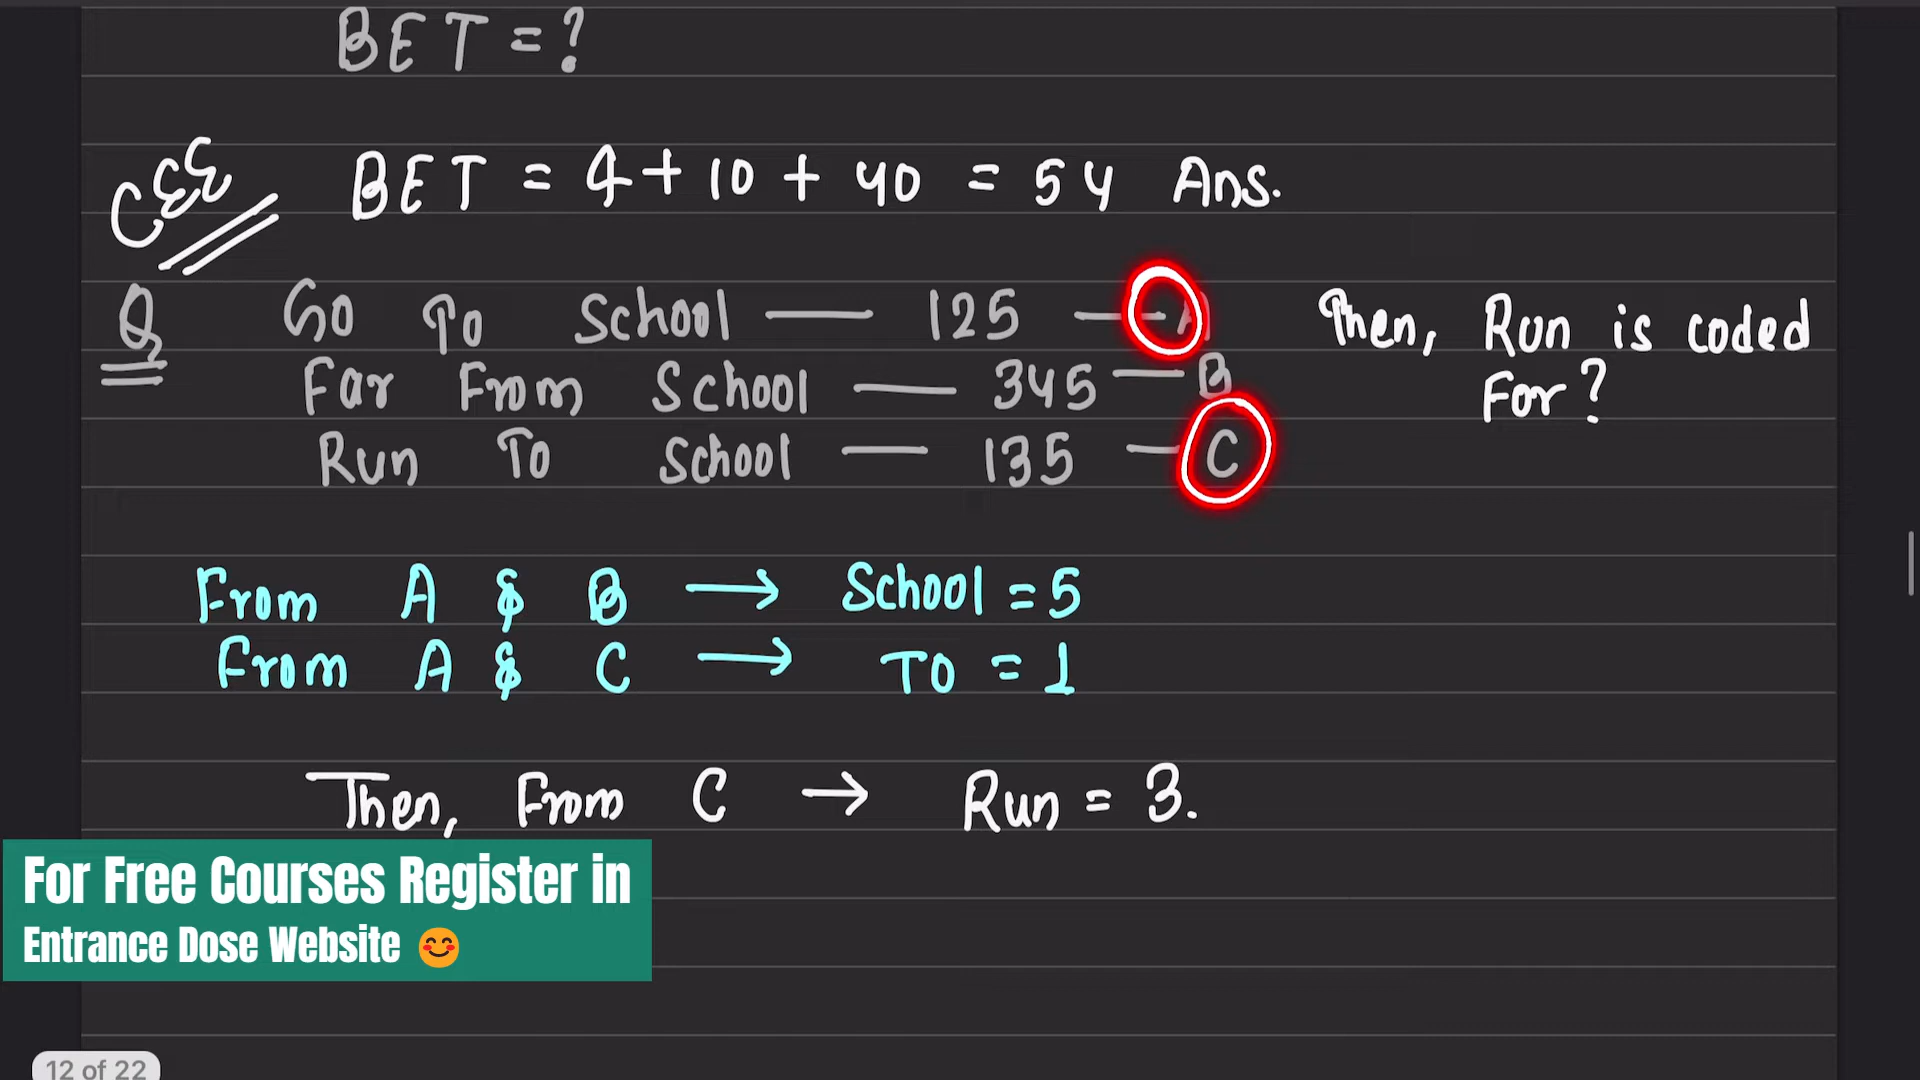 BET = ?
CEE
BET = 4 + 10 + 40 = 54 Ans.
Q Go To School — 125 — A Then, Run is coded
Far From School — 345 — B For?
Run To School — 135 — C
From A & B → School = 5
From A & C → TO = 1
Then, From C → Run = 3.
For Free Courses Register in
Entrance Dose Website 😊
12 of 22